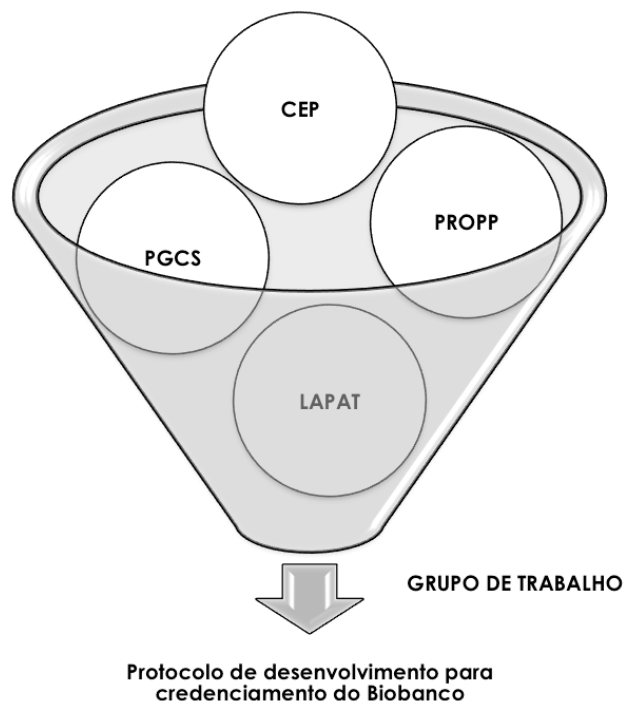 CEP
PROPP
PGCS
LAPAT
GRUPO DE TRABALHO
Protocolo de desenvolvimento para
credenciamento do Biobanco